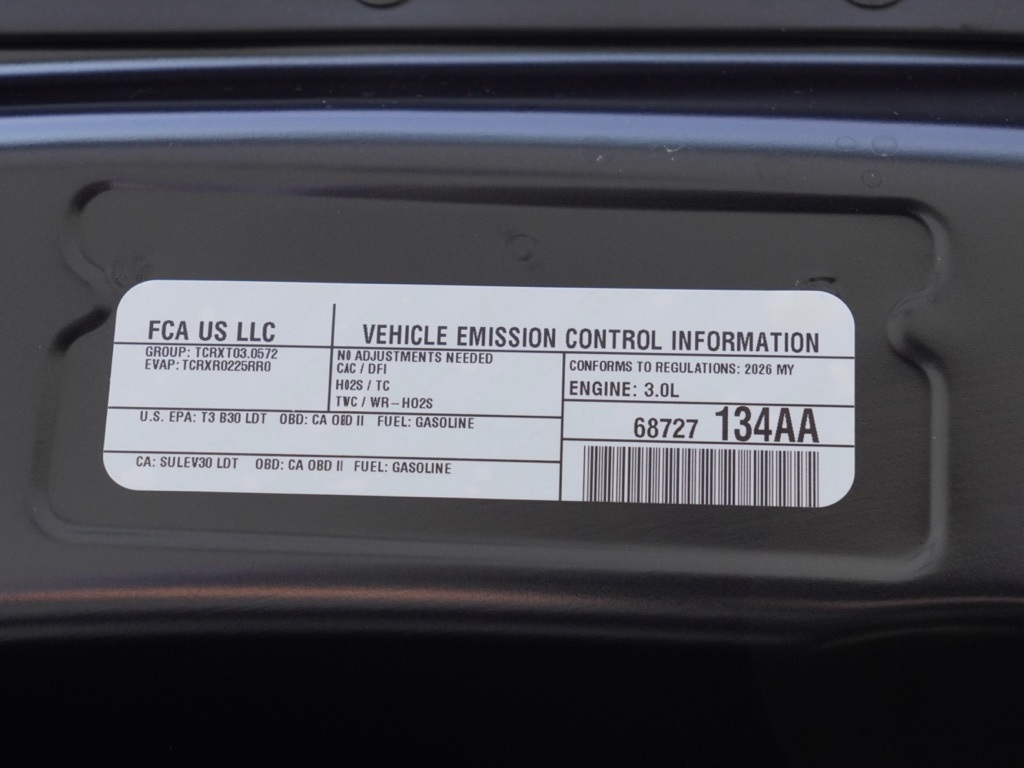 FCA US LLC
VEHICLE EMISSION CONTROL INFORMATION
GROUP: TCRXT03.0572
EVAP: TCRXR0225RR0
NO ADJUSTMENTS NEEDED
CAC / DFI
HO2S / TC
TWC / WR-HO2S
CONFORMS TO REGULATIONS: 2026 MY
ENGINE: 3.0L
U.S. EPA: T3 B30 LDT OBD: CA OBD II FUEL: GASOLINE
68727 134AA
CA: SULEV30 LDT OBD: CA OBD II FUEL: GASOLINE